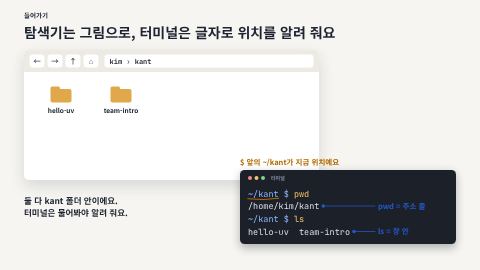 들어가기
탐색기는 그림으로, 터미널은 글자로 위치를 알려 줘요
kim › kant
hello-uv team-intro
$ 앞의 ~/kant가 지금 위치예요
터미널
~/kant $ pwd
/home/kim/kant
pwd = 주소 줄
~/kant $ ls
hello-uv team-intro
ls = 창 안
둘 다 kant 폴더 안이에요.
터미널은 물어봐야 알려 줘요.